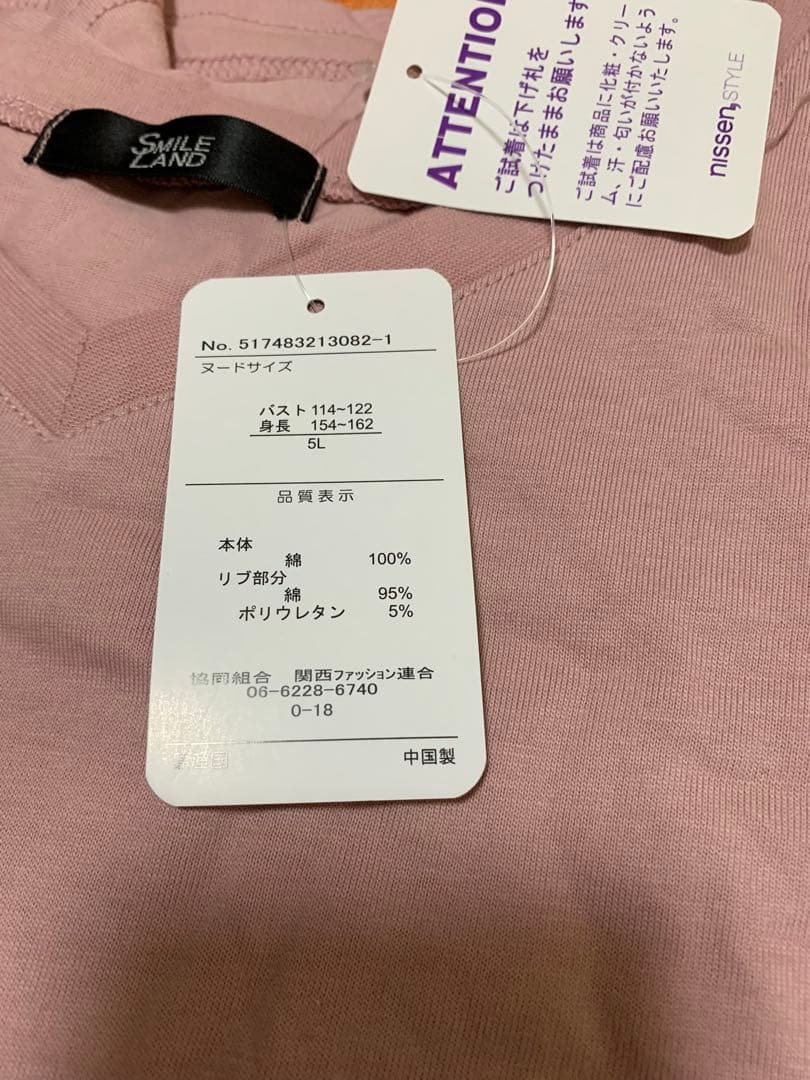 SMILE
LAND
ATTENTION
ご試着は下げ札を
つけたままお願いします
ご試着は商品に化粧・クリー
ム、汗・匂いが付かないよう
にご配慮お願いいたします。
nissen,STYLE
No. 517483213082-1
ヌードサイズ
バスト 114~122
身長 154~162
5L
品質表示
本体
綿 100%
リブ部分
綿 95%
ポリウレタン 5%
協同組合 関西ファッション連合
06-6228-6740
0-18
中国製